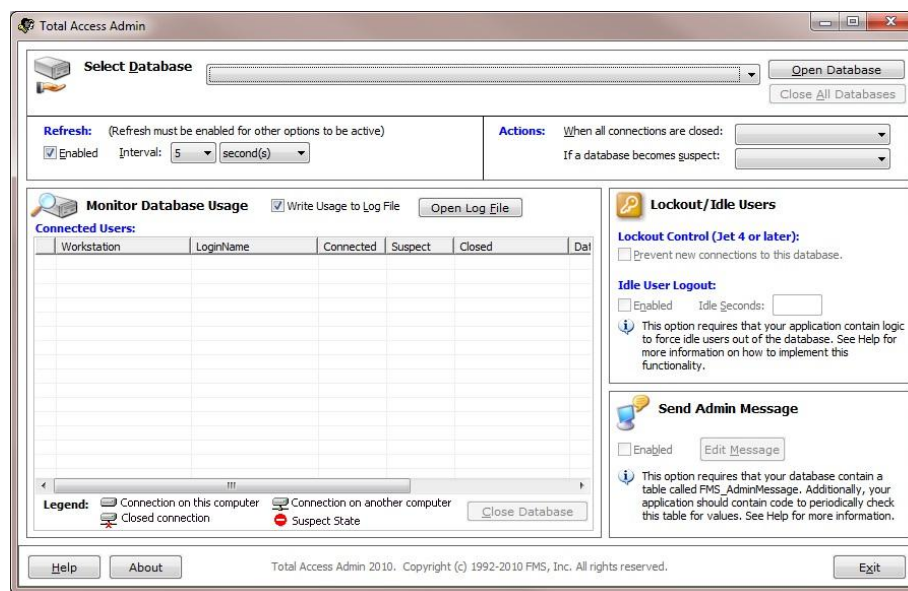 Total Access Admin
Select Database
Open Database
Close All Databases
Refresh: (Refresh must be enabled for other options to be active)
Enabled Interval: 5 second(s)
Actions: When all connections are closed:
If a database becomes suspect:
Monitor Database Usage Write Usage to Log File Open Log File
Connected Users:
Workstation LoginName Connected Suspect Closed Dat
Legend: Connection on this computer Connection on another computer
Closed connection Suspect State
Close Database
Lockout/Idle Users
Lockout Control (Jet 4 or later):
Prevent new connections to this database.
Idle User Logout:
Enabled Idle Seconds:
This option requires that your application contain logic
to force idle users out of the database. See Help for
more information on how to implement this
functionality.
Send Admin Message
Enabled Edit Message
This option requires that your database contain a
table called FMS_AdminMessage. Additionally, your
application should contain code to periodically check
this table for values. See Help for more information.
Help About Total Access Admin 2010. Copyright (c) 1992-2010 FMS, Inc. All rights reserved. Exit